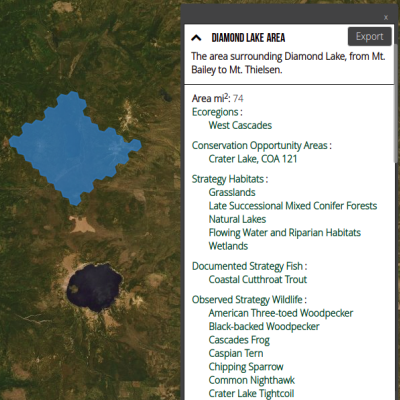 x
DIAMOND LAKE AREA
Export
The area surrounding Diamond Lake, from Mt.
Bailey to Mt. Thielsen.
Area mi²: 74
Ecoregions :
West Cascades
Conservation Opportunity Areas :
Crater Lake, COA 121
Strategy Habitats :
Grasslands
Late Successional Mixed Conifer Forests
Natural Lakes
Flowing Water and Riparian Habitats
Wetlands
Documented Strategy Fish :
Coastal Cutthroat Trout
Observed Strategy Wildlife :
American Three-toed Woodpecker
Black-backed Woodpecker
Cascades Frog
Caspian Tern
Chipping Sparrow
Common Nighthawk
Crater Lake Tightcoil